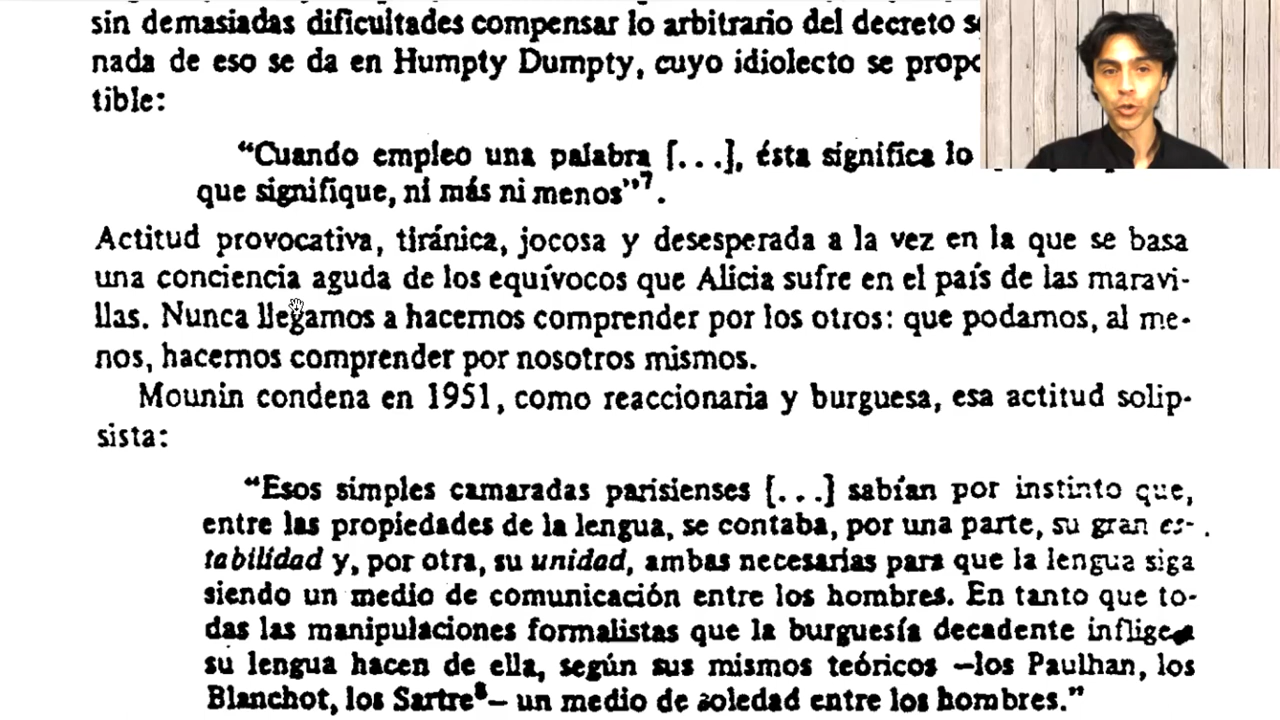 sin demasiadas dificultades compensar lo arbitrario del decreto
nada de eso se da en Humpty Dumpty, cuyo idiolecto se
tible:
“Cuando empleo una palabra [...], ésta significa lo
que signifique, ni más ni menos”⁷.
Actitud provocativa, tiránica, jocosa y desesperada a la vez en la que se basa
una conciencia aguda de los equívocos que Alicia sufre en el país de las maravi-
llas. Nunca llegamos a hacernos comprender por los otros: que podamos, al me-
nos, hacernos comprender por nosotros mismos.
Mounin condena en 1951, como reaccionaria y burguesa, esa actitud solip-
sista:
“Esos simples camaradas parisienses [...] sabían por instinto que,
entre las propiedades de la lengua, se contaba, por una parte, su gran es-
tabilidad y, por otra, su unidad, ambas necesarias para que la lengua siga
siendo un medio de comunicación entre los hombres. En tanto que to-
das las manipulaciones formalistas que la burguesía decadente inflige a
su lengua hacen de ella, según sus mismos teóricos —los Paulhan, los
Blanchot, los Sartre⁸— un medio de soledad entre los hombres.”